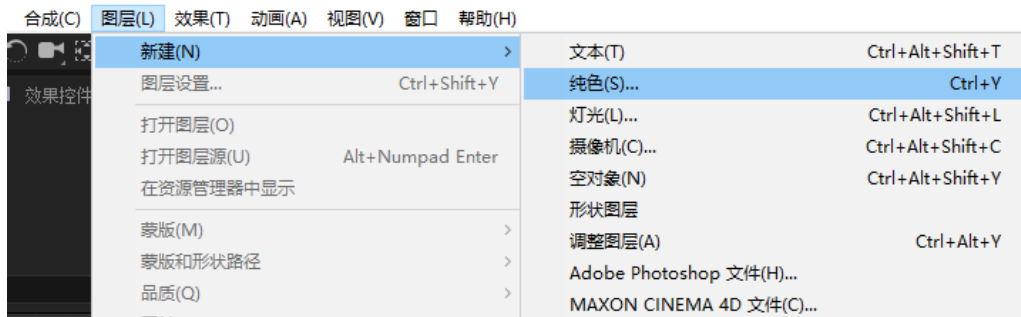 合成(C) 图层(L) 效果(T) 动画(A) 视图(V) 窗口 帮助(H)
效果控件
新建(N)
图层设置... Ctrl+Shift+Y
打开图层(O)
打开图层源(U) Alt+Numpad Enter
在资源管理器中显示
蒙版(M)
蒙版和形状路径
品质(Q)
文本(T) Ctrl+Alt+Shift+T
纯色(S)... Ctrl+Y
灯光(L)... Ctrl+Alt+Shift+L
摄像机(C)... Ctrl+Alt+Shift+C
空对象(N) Ctrl+Alt+Shift+Y
形状图层
调整图层(A) Ctrl+Alt+Y
Adobe Photoshop 文件(H)...
MAXON CINEMA 4D 文件(C)...